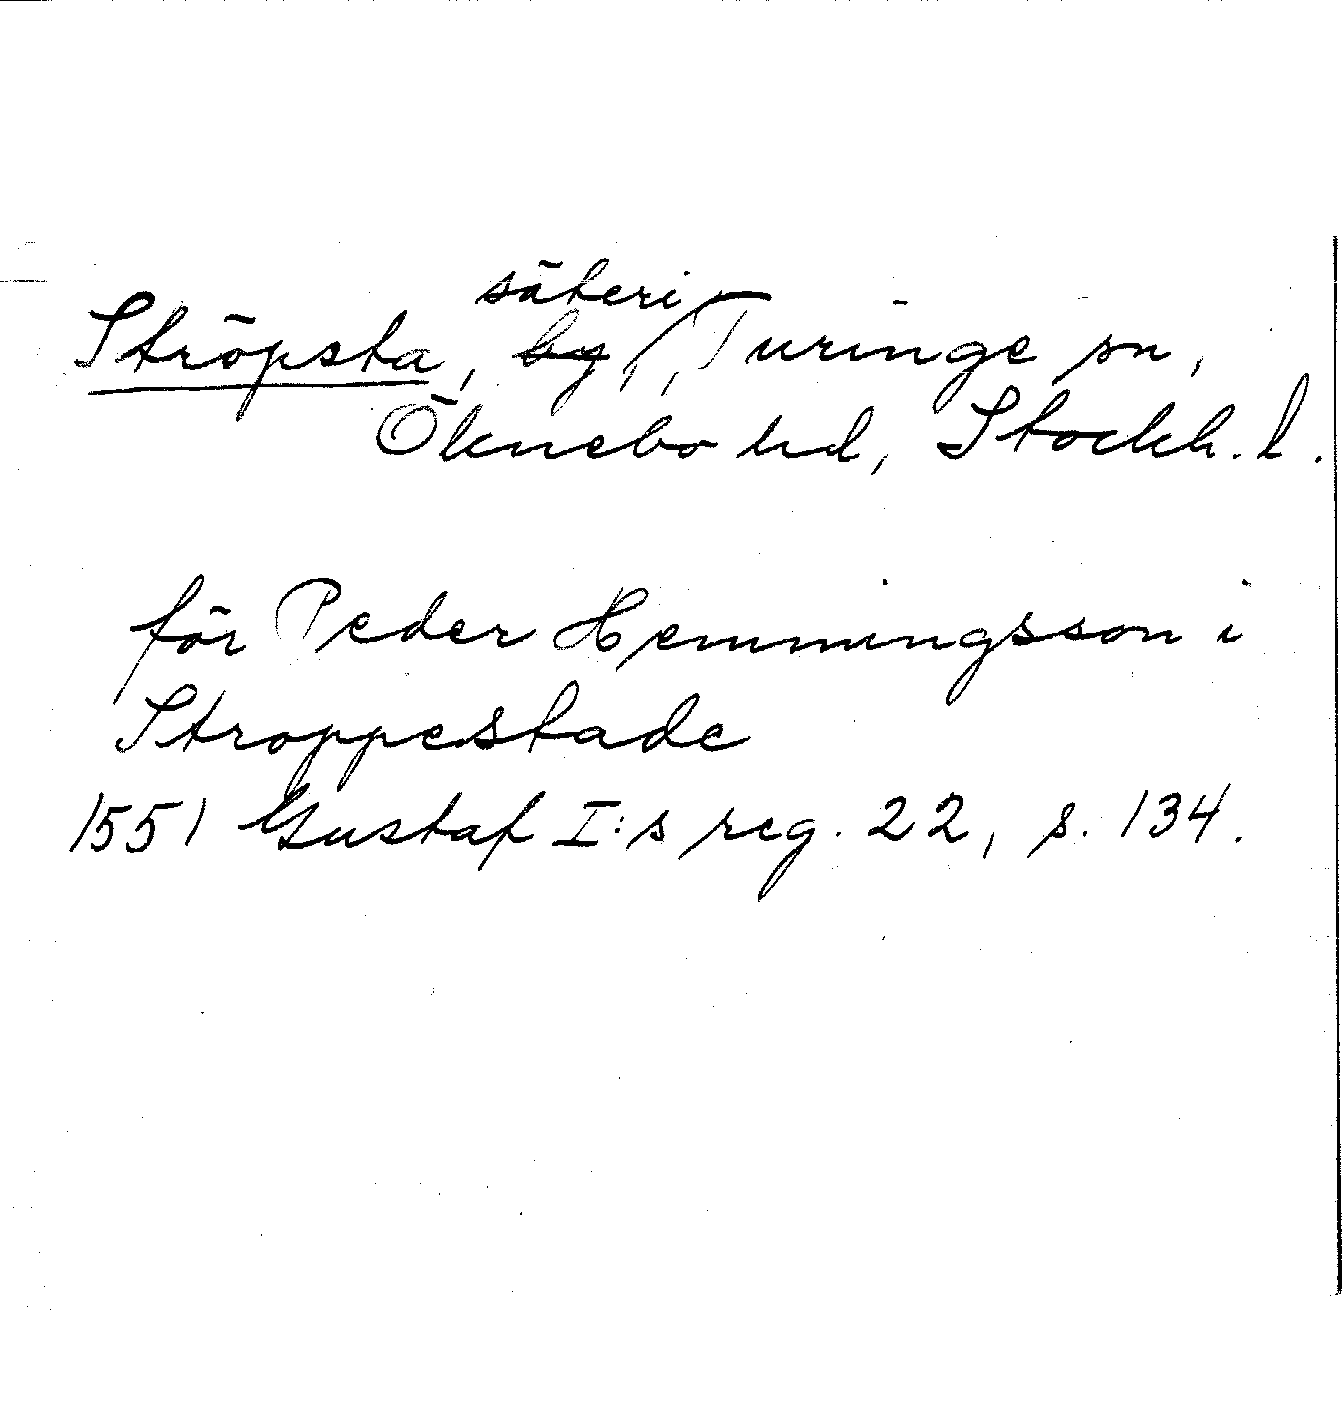 säteri
Ströpsta, by, Turinge sn,
Öknebo hd, Stockh. l.
för Peder Hemmingsson i
Stroppestade
1551 Gustaf I:s reg. 22, s. 134.